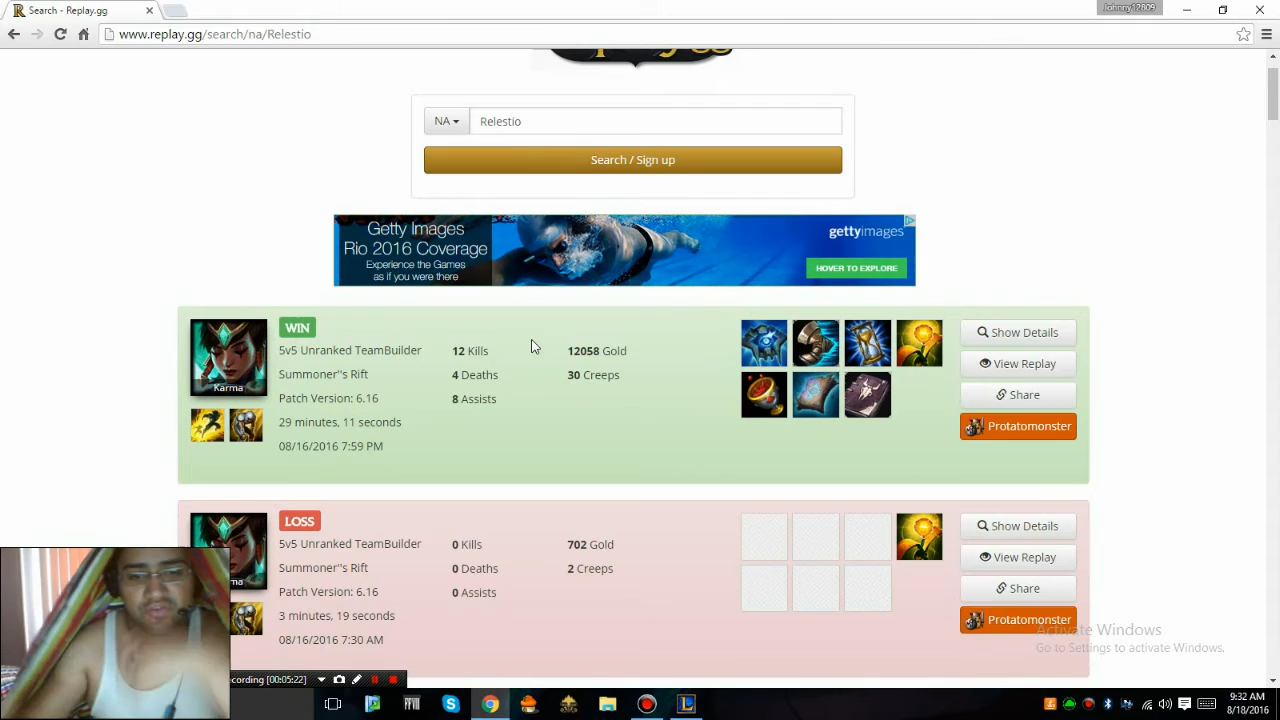 Search - Replay.gg
Johnny12809
www.replay.gg/search/na/Relestio
NA
Relestio
Search / Sign up
Getty Images
Rio 2016 Coverage
Experience the Games
as if you were there
gettyimages
HOVER TO EXPLORE
WIN
5v5 Unranked TeamBuilder
Summoner''s Rift
Patch Version: 6.16
29 minutes, 11 seconds
08/16/2016 7:59 PM
Karma
12 Kills
4 Deaths
8 Assists
12058 Gold
30 Creeps
Show Details
View Replay
Share
Protatomonster
LOSS
5v5 Unranked TeamBuilder
Summoner''s Rift
Patch Version: 6.16
3 minutes, 19 seconds
08/16/2016 7:30 AM
ma
0 Kills
0 Deaths
0 Assists
702 Gold
2 Creeps
Show Details
View Replay
Share
Protatomonster
Activate Windows
Go to Settings to activate Windows.
ecording [00:05:22]
9:32 AM
8/18/2016